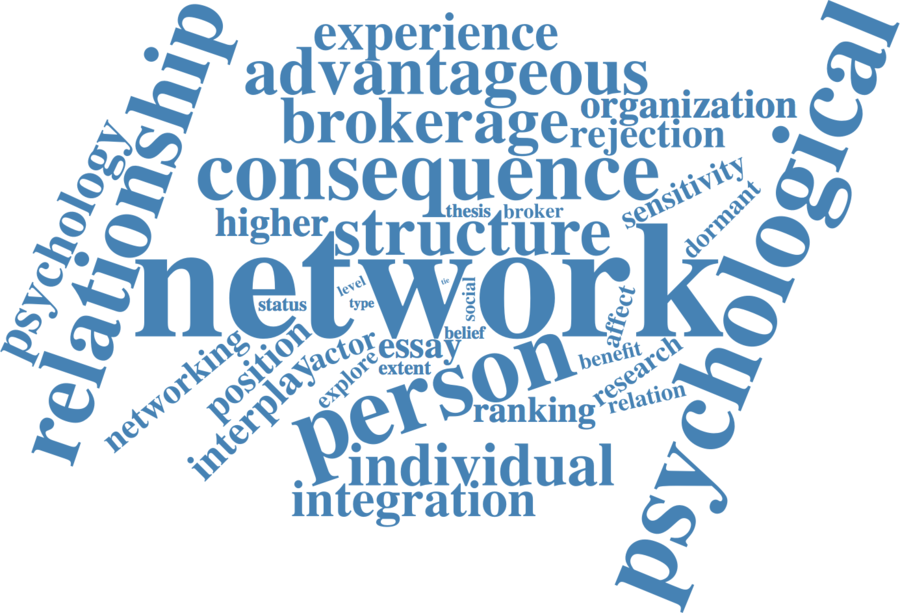 experience
advantageous
brokerage
organization
rejection
consequence
psychology
relationship
psychological
sensitivity
dormant
higher
thesis
broker
structure
network
status
level
type
tie
social
belief
affect
networking
position
interplay
actor
explore
essay
extent
person
benefit
research
relation
ranking
individual
integration